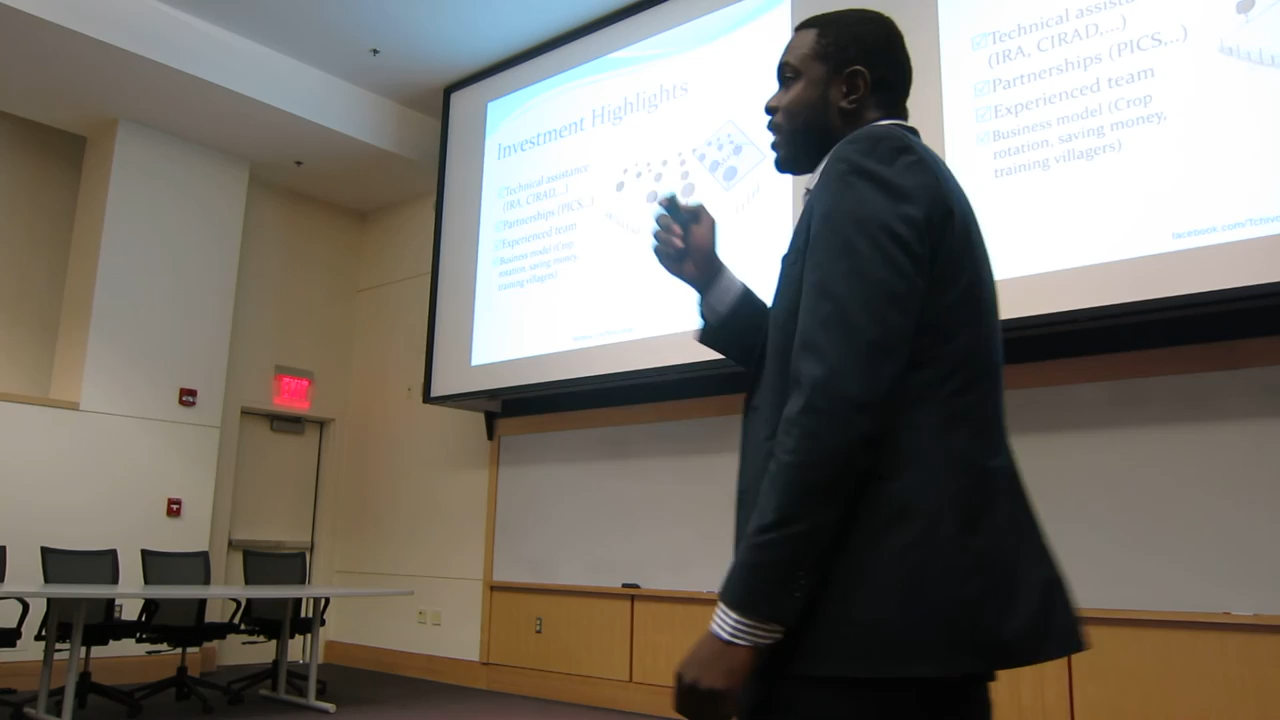 Investment Highlights
Technical assistance
(IRA, CIRAD,...)
Partnerships (PICS,..)
Experienced team
Business model (Crop
rotation, saving money,
training villagers)
Technical assista
(IRA, CIRAD,...)
Partnerships (PICS,..)
Experienced team
Business model (Crop
rotation, saving money,
training villagers)
facebook.com/Tchivo
EXIT